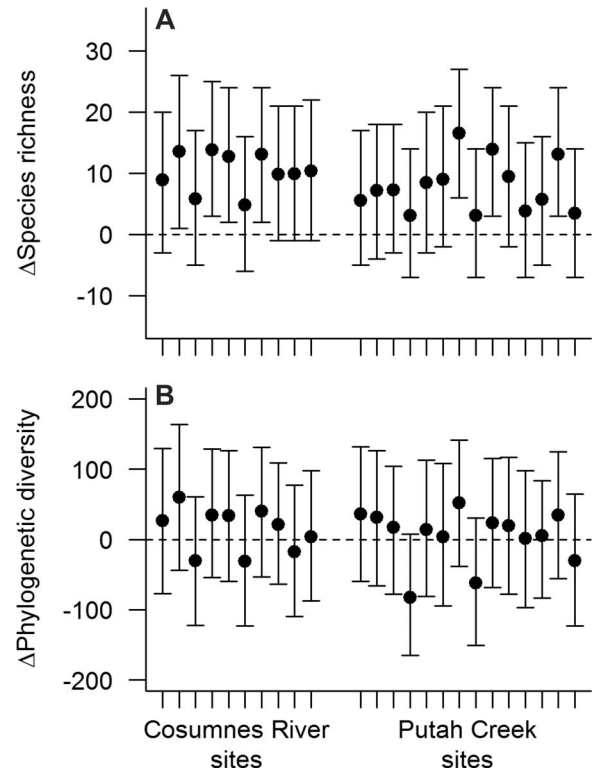 A
30
20
10
0
-10
ΔSpecies richness
B
200
100
0
-100
-200
ΔPhylogenetic diversity
Cosumnes River
sites
Putah Creek
sites